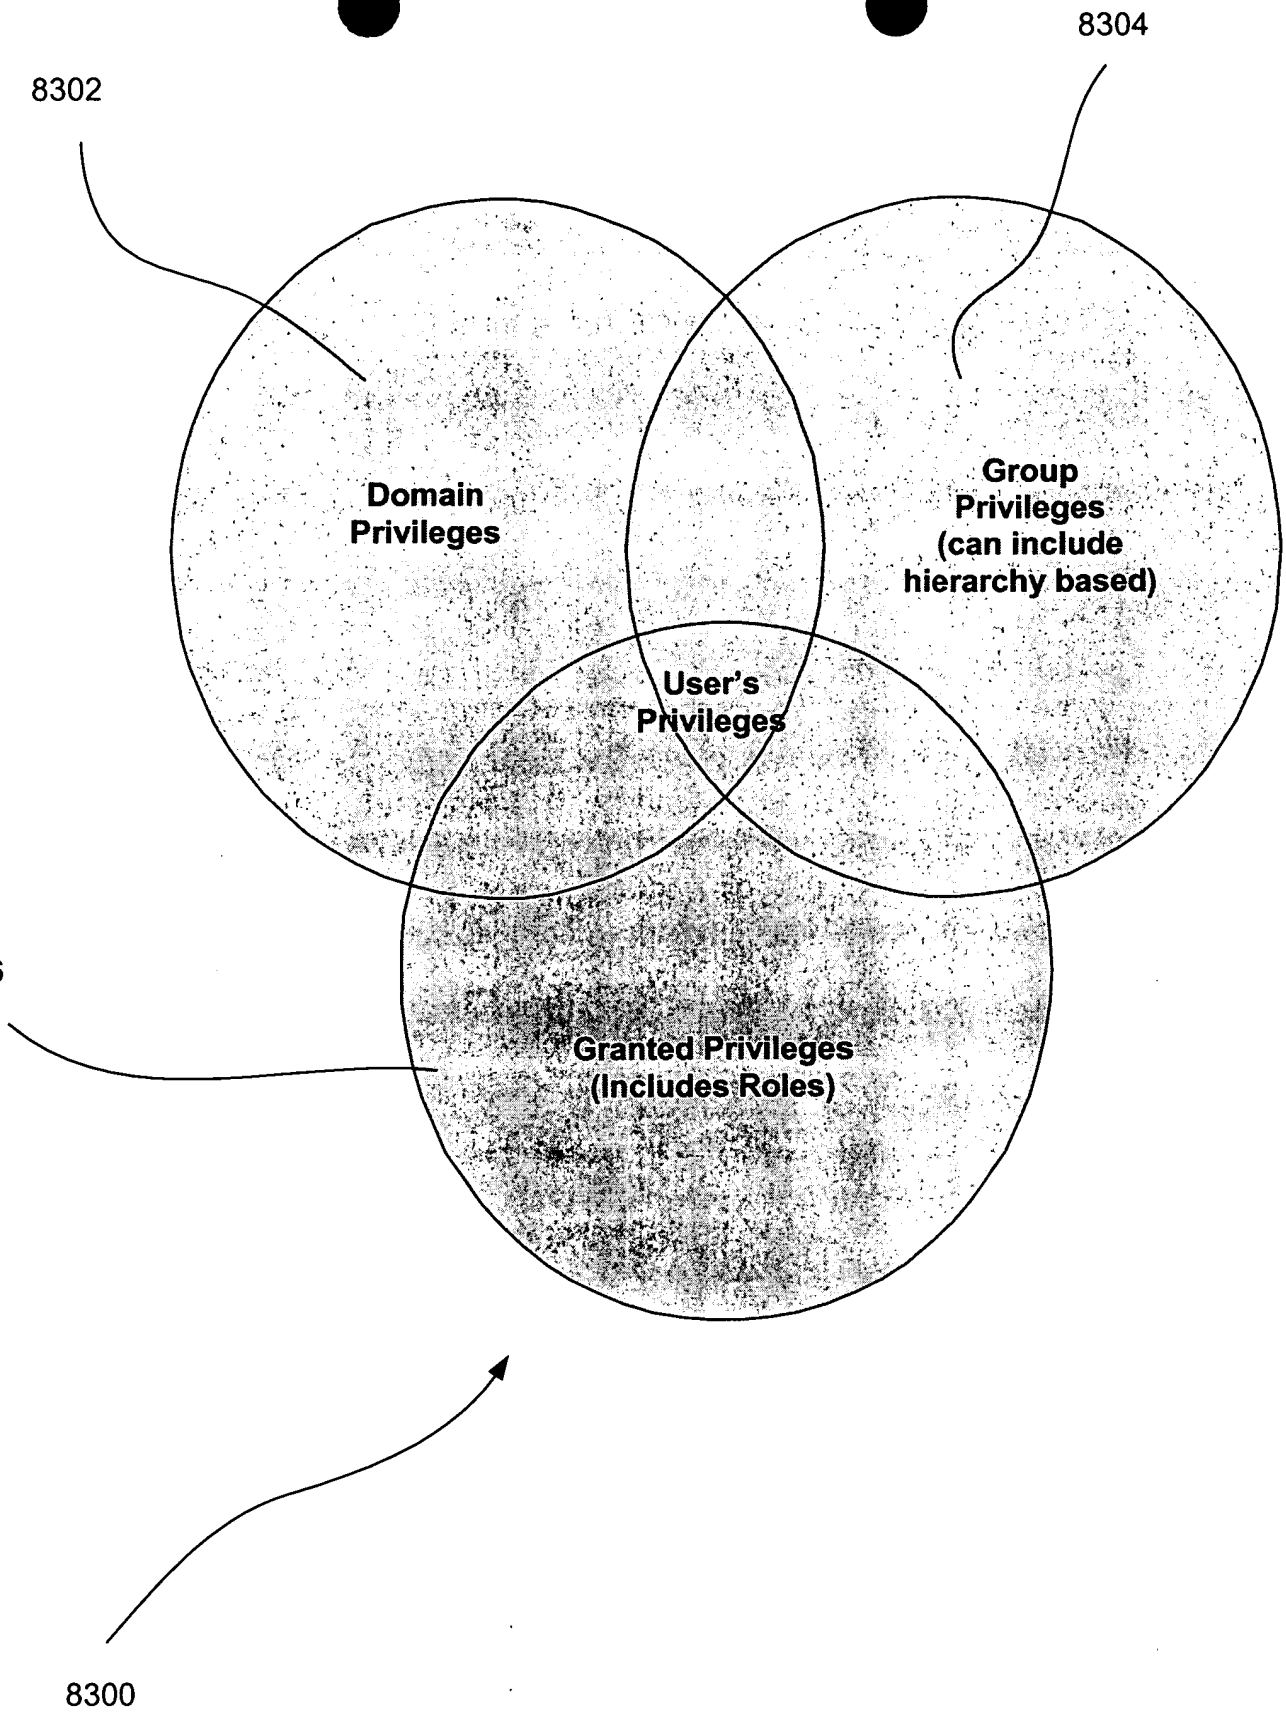 8304
8302
Domain
Privileges
Group
Privileges
(can include
hierarchy based)
User's
Privileges
Granted Privileges
(Includes Roles)
8300